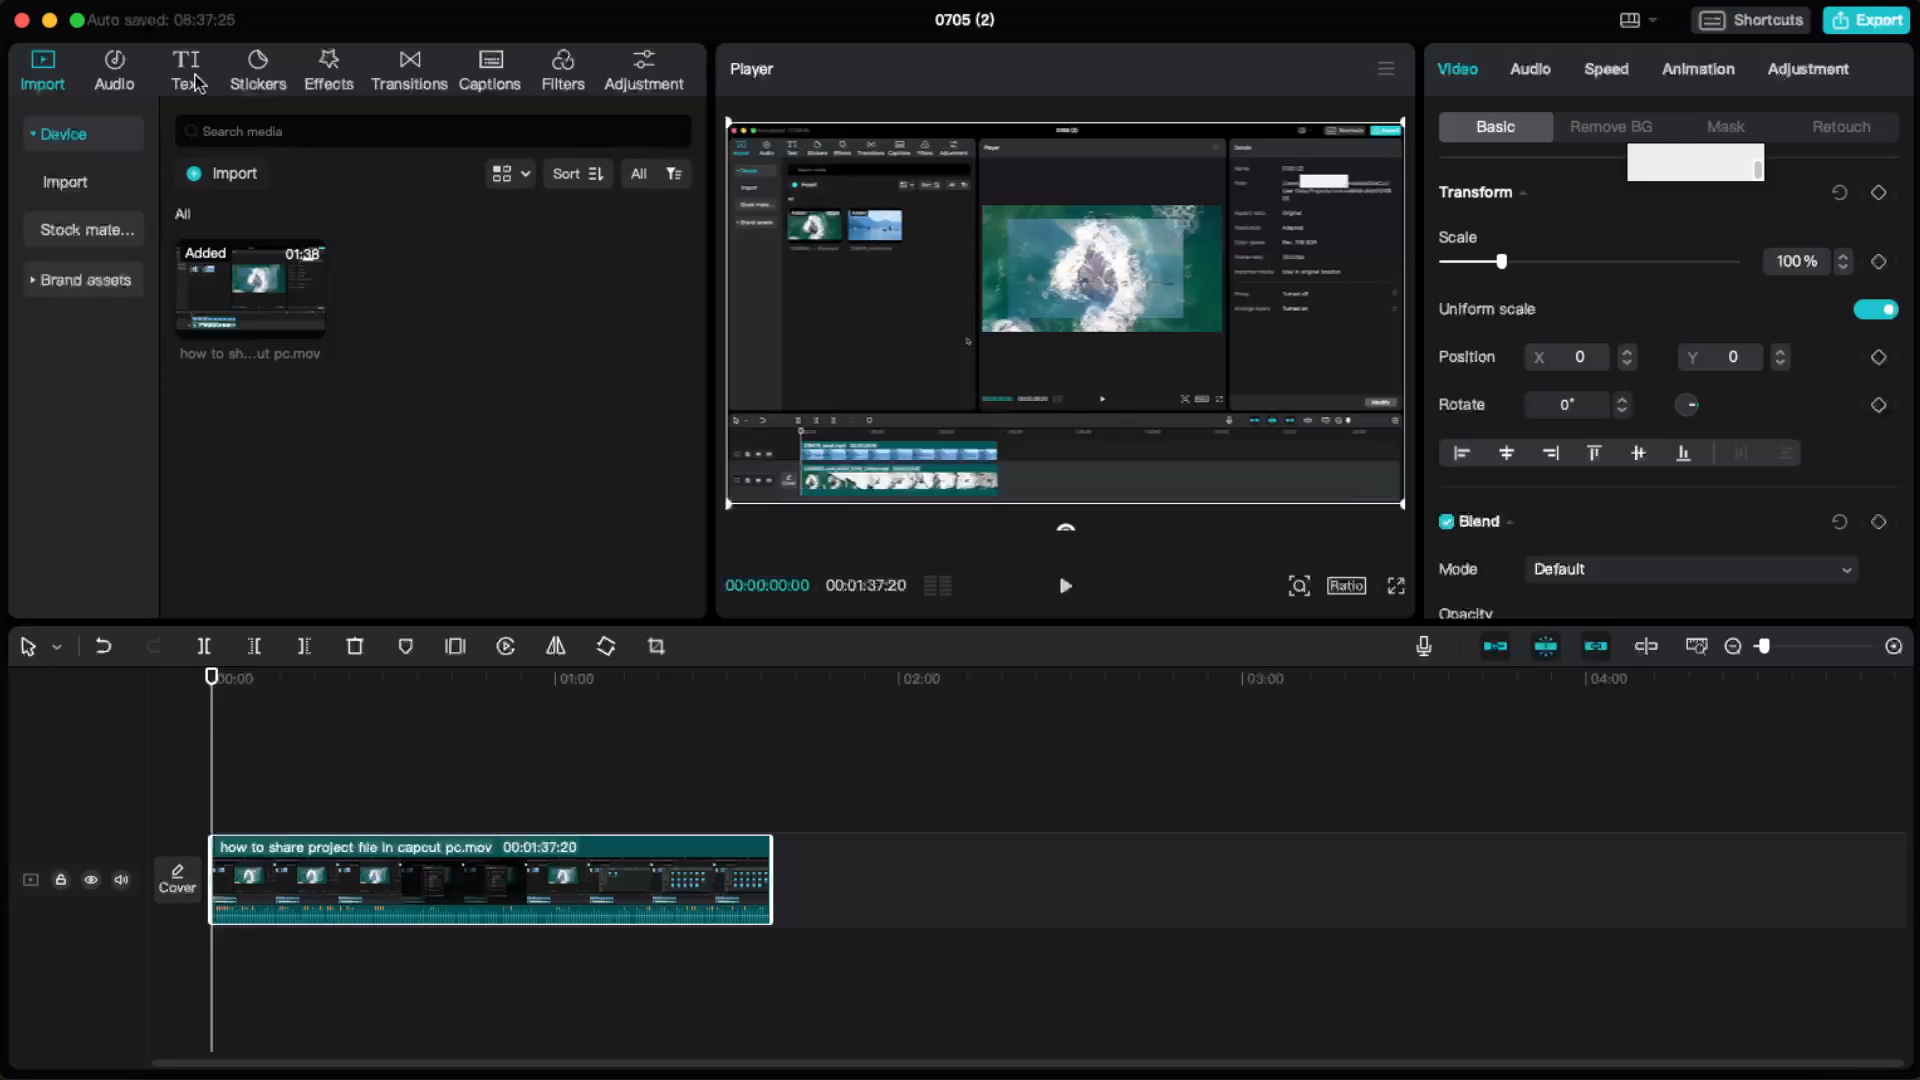 Auto saved: 08:37:25
0705 (2)
Shortcuts
Export
Import
Audio
Text
Stickers
Effects
Transitions
Captions
Filters
Adjustment
Device
Import
Stock mate...
Brand assets
Search media
Import
Sort
All
All
Added
01:38
how to sh...ut pc.mov
Player
00:00:00:00
00:01:37:20
Ratio
Video
Audio
Speed
Animation
Adjustment
Basic
Remove BG
Mask
Retouch
Transform
Scale
100%
Uniform scale
Position
X 0
Y 0
Rotate
0°
Blend
Mode
Default
Opacity
00:00
01:00
02:00
03:00
04:00
Cover
how to share project file in capcut pc.mov 00:01:37:20